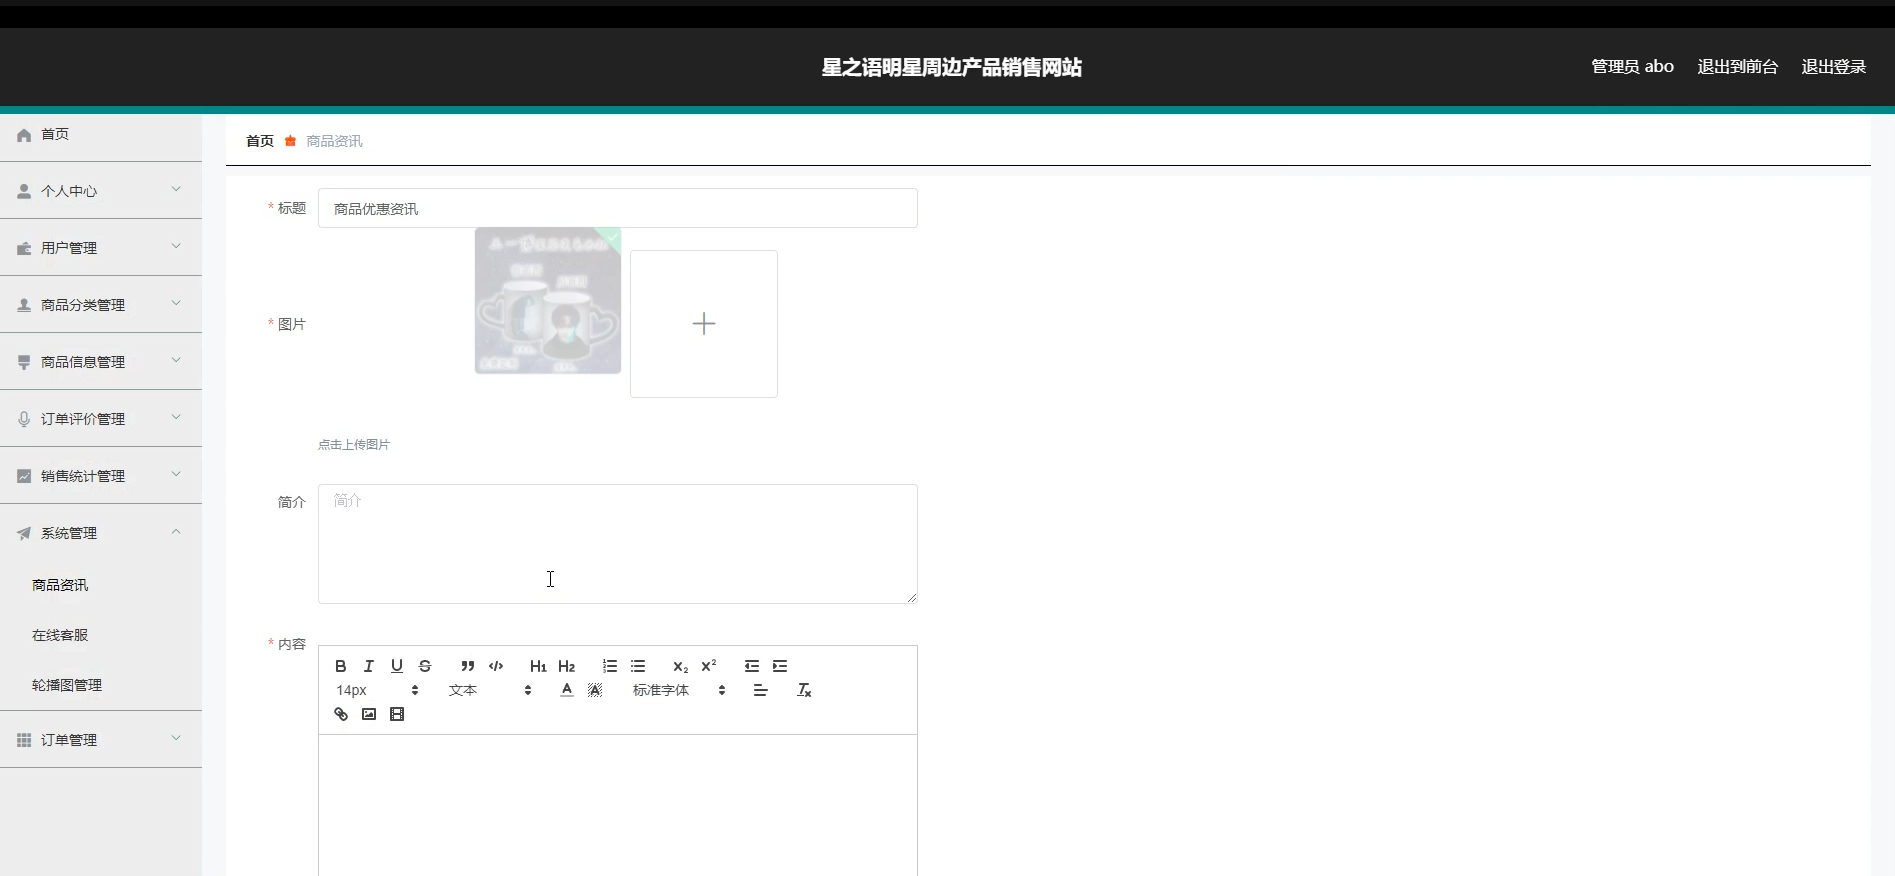 星之语明星周边产品销售网站
管理员 abo 退出到前台 退出登录
首页
个人中心
用户管理
商品分类管理
商品信息管理
订单评价管理
销售统计管理
系统管理
商品资讯
在线客服
轮播图管理
订单管理
首页 商品资讯
* 标题 商品优惠资讯
* 图片
点击上传图片
简介 简介
* 内容
14px 文本 标准字体